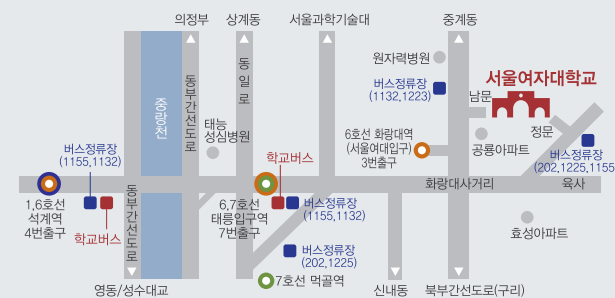 의정부
상계동
서울과학기술대
중계동
동부간선도로
동일로
중랑천
원자력병원
버스정류장
(1132,1223)
서울여자대학교
남문
정문
태능
성심병원
6호선 화랑대역
(서울여대입구)
3번출구
공릉아파트
버스정류장
(202,1225,1155
버스정류장
(1155,1132)
학교버스
화랑대사거리
육사
1,6호선
석계역
4번출구
학교버스
동부간선도로
6,7호선
태릉입구역
7번출구
버스정류장
(1155,1132)
효성아파트
버스정류장
(202,1225)
7호선 먹골역
영동/성수대교
신내동
북부간선도로(구리)